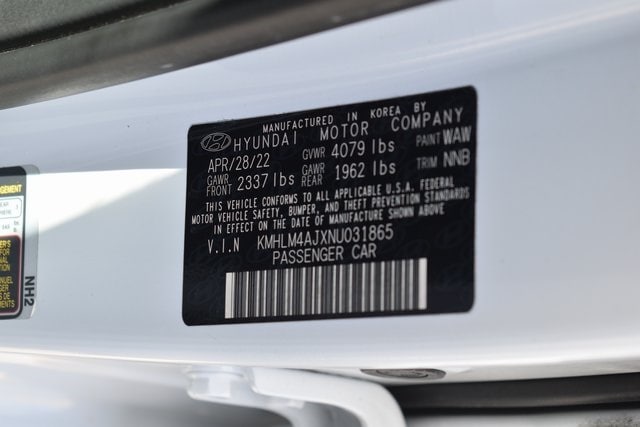 MANUFACTURED IN KOREA BY
HYUNDAI MOTOR COMPANY
APR/28/22 GVWR 4079 lbs PAINT WAW
GAWR FRONT 2337 lbs GAWR REAR 1962 lbs TRIM NNB
THIS VEHICLE CONFORMS TO ALL APPLICABLE U.S.A. FEDERAL
MOTOR VEHICLE SAFETY, BUMPER, AND THEFT PREVENTION STANDARDS
IN EFFECT ON THE DATE OF MANUFACTURE SHOWN ABOVE
V.I.N KMHLM4AJXNU031865
PASSENGER CAR
NH2